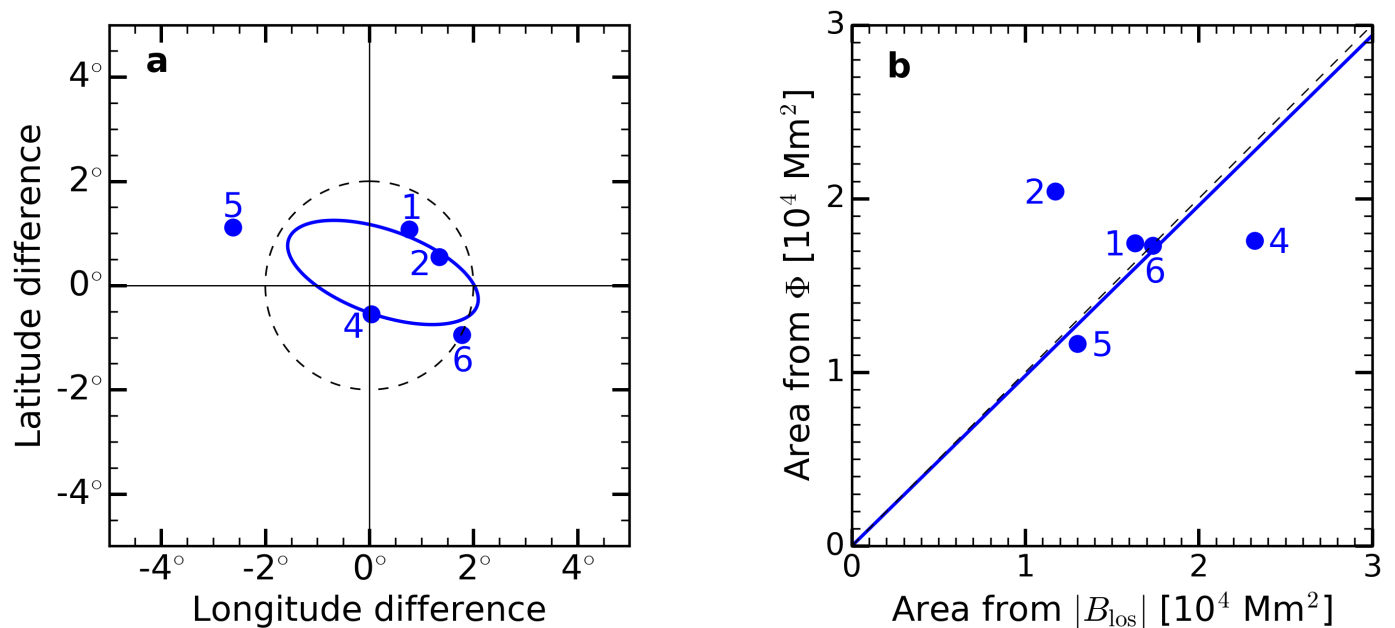 a
4°
2°
0°
-2°
-4°
5
1
2
4
6
-4° -2° 0° 2° 4°
Longitude difference
Latitude difference
b
3
2
1
0
2
1
6
4
5
0 1 2 3
Area from |B_los| [10⁴ Mm²]
Area from Φ [10⁴ Mm²]